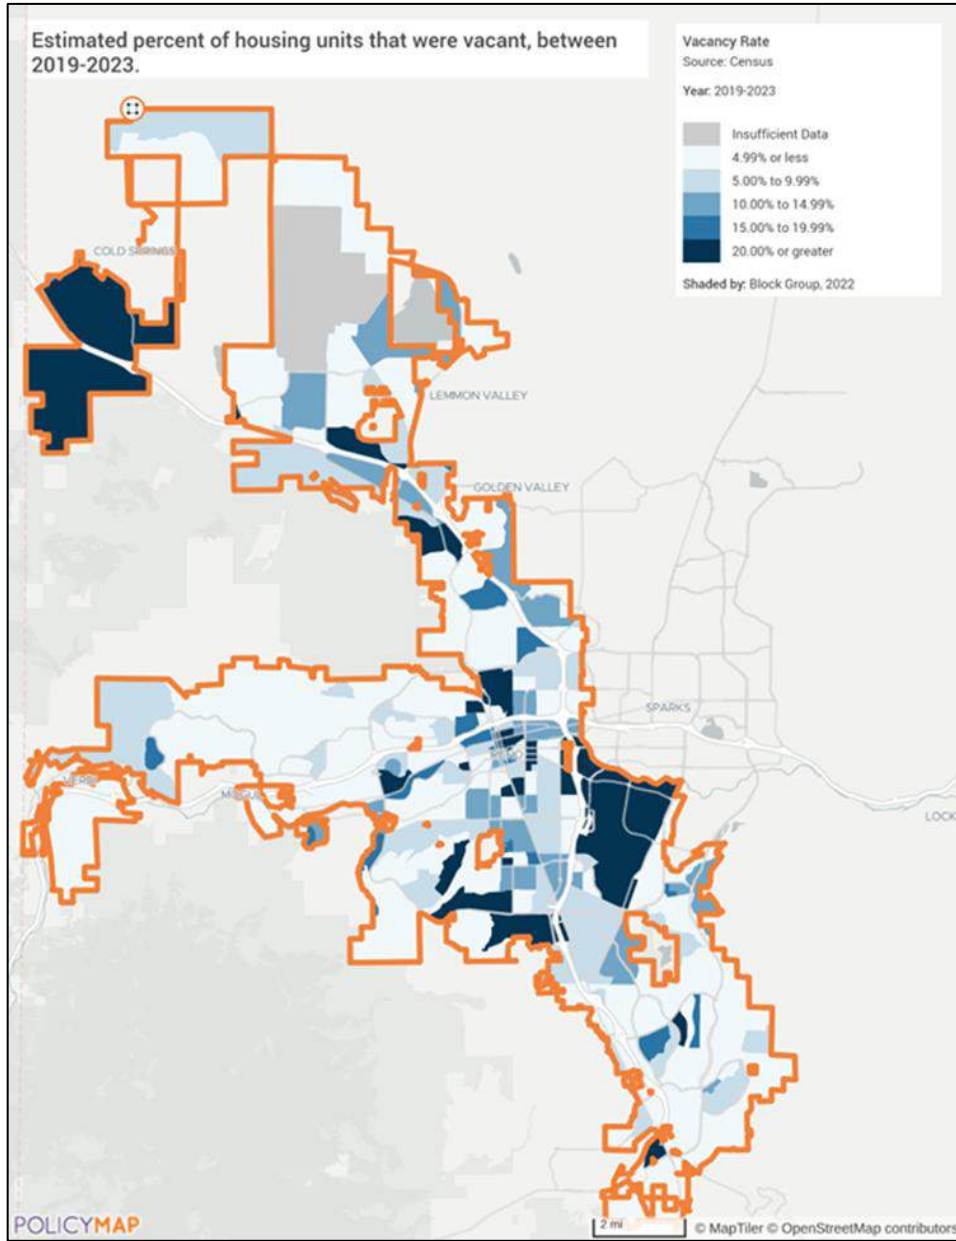 Estimated percent of housing units that were vacant, between
2019-2023.
Vacancy Rate
Source: Census
Year: 2019-2023
Insufficient Data
4.99% or less
5.00% to 9.99%
10.00% to 14.99%
15.00% to 19.99%
20.00% or greater
Shaded by: Block Group, 2022
COLD SPRINGS
LEMMON VALLEY
GOLDEN VALLEY
SPARKS
RENO
VERDI
LOCK
POLICYMAP
2 mi
© MapTiler © OpenStreetMap contributors